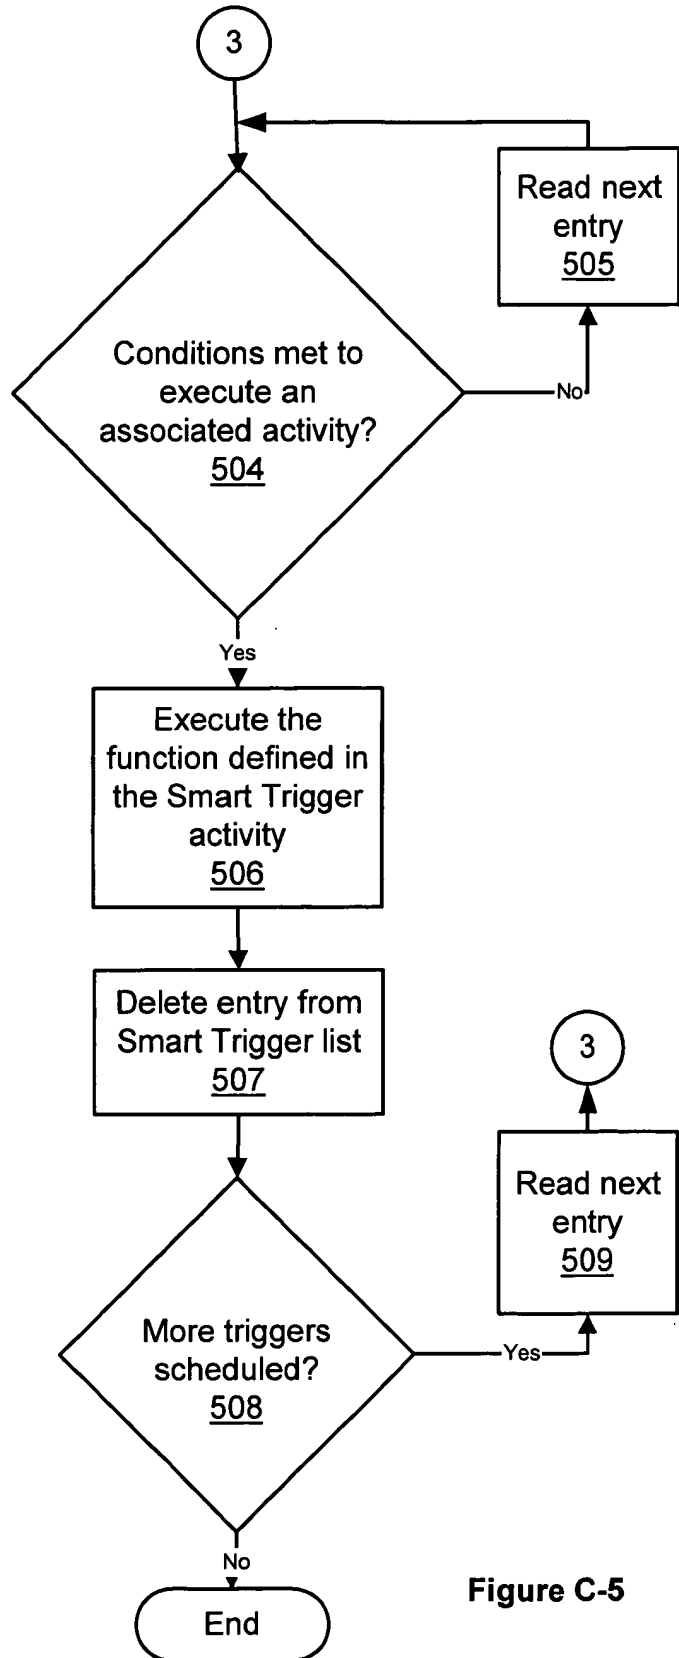 3
Read next
entry
505
Conditions met to
execute an
associated activity?
504
No
Yes
Execute the
function defined in
the Smart Trigger
activity
506
Delete entry from
Smart Trigger list
507
3
Read next
entry
509
More triggers
scheduled?
508
Yes
No
End
Figure C-5